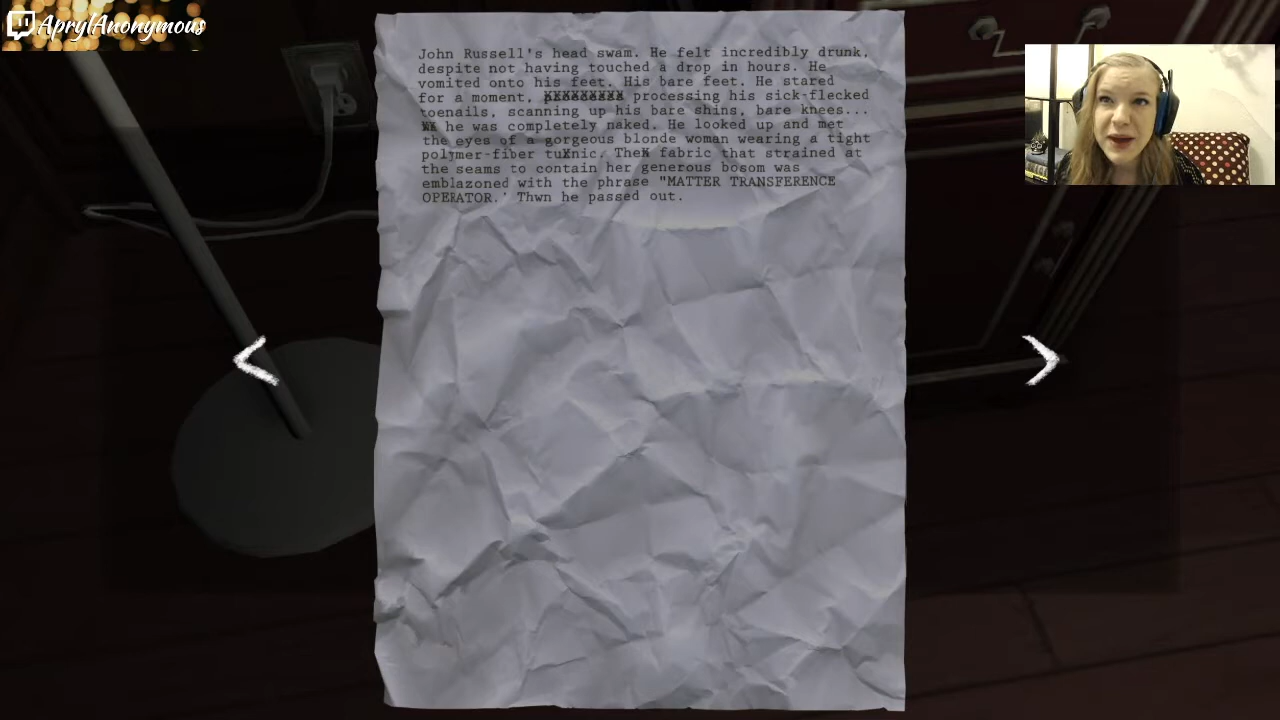 AprylAnonymous
John Russell's head swam. He felt incredibly drunk,
despite not having touched a drop in hours. He
vomited onto his feet. His bare feet. He stared
for a moment, XXXXXXXXX processing his sick-flecked
toenails, scanning up his bare shins, bare knees...
XX he was completely naked. He looked up and met
the eyes of a gorgeous blonde woman wearing a tight
polymer-fiber tuXnic. TheX fabric that strained at
the seams to contain her generous bosom was
emblazoned with the phrase "MATTER TRANSFERENCE
OPERATOR.' Thwn he passed out.